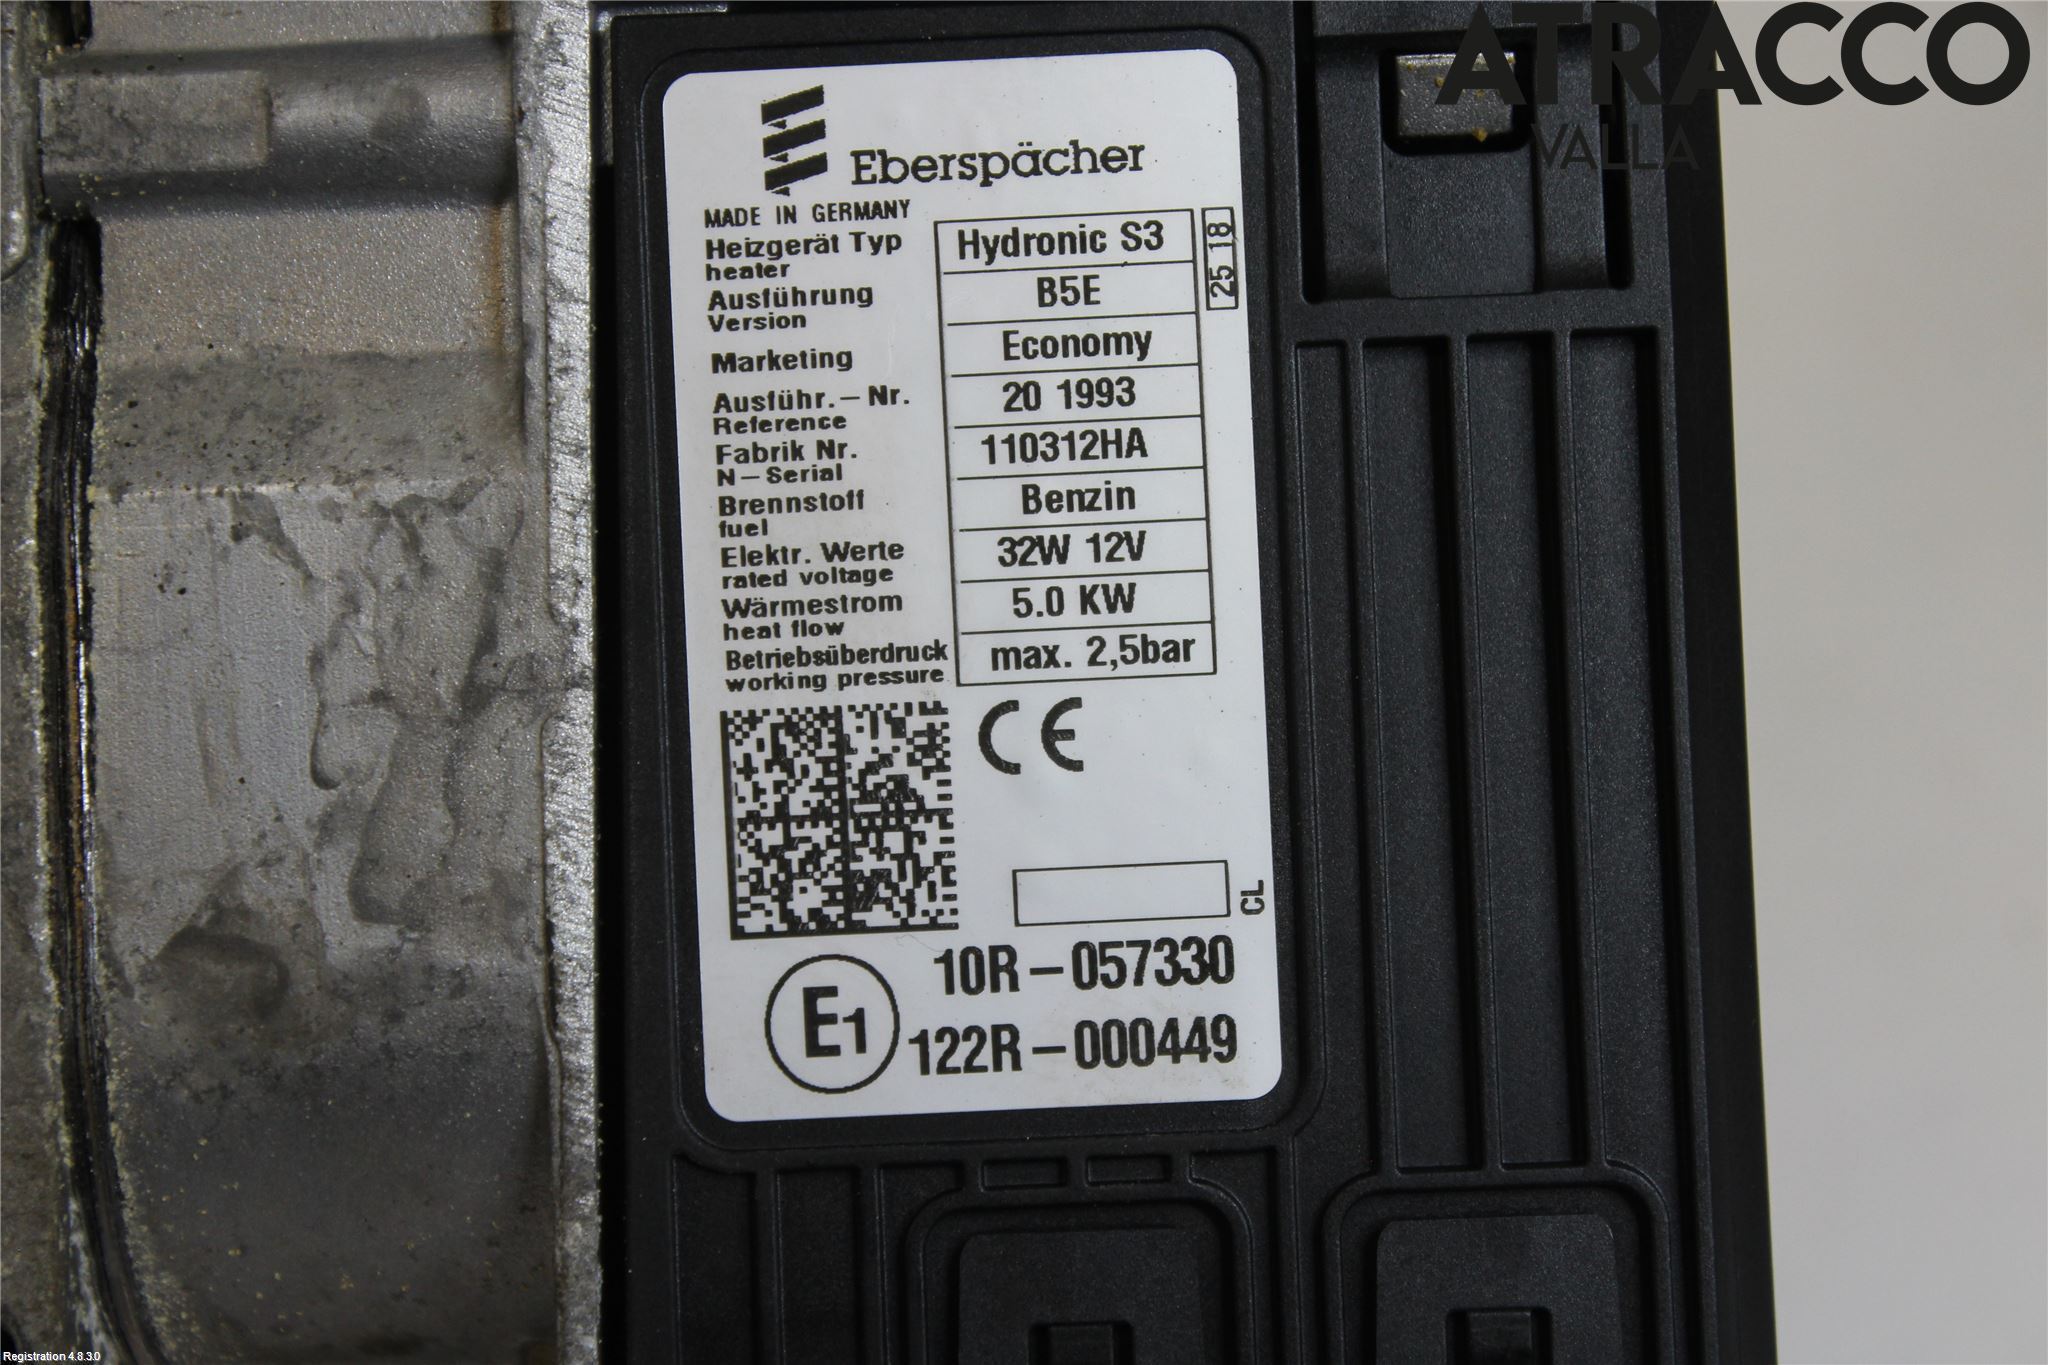 ATRACCO
VALLA
Eberspächer
MADE IN GERMANY
Heizgerät Typ
heater
Hydronic S3
25 18
Ausführung
Version
B5E
Marketing
Economy
Ausführ.-Nr.
Reference
20 1993
Fabrik Nr.
N-Serial
110312HA
Brennstoff
fuel
Benzin
Elektr. Werte
rated voltage
32W 12V
Wärmestrom
heat flow
5.0 KW
Betriebsüberdruck
working pressure
max. 2,5bar
CE
CL
E1
10R-057330
122R-000449
Registration 4.8.3.0